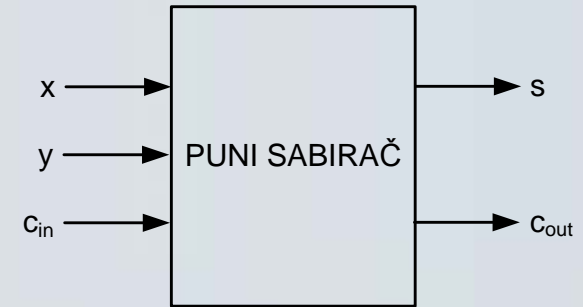 x
y
c_in
PUNI SABIRAČ
s
c_out